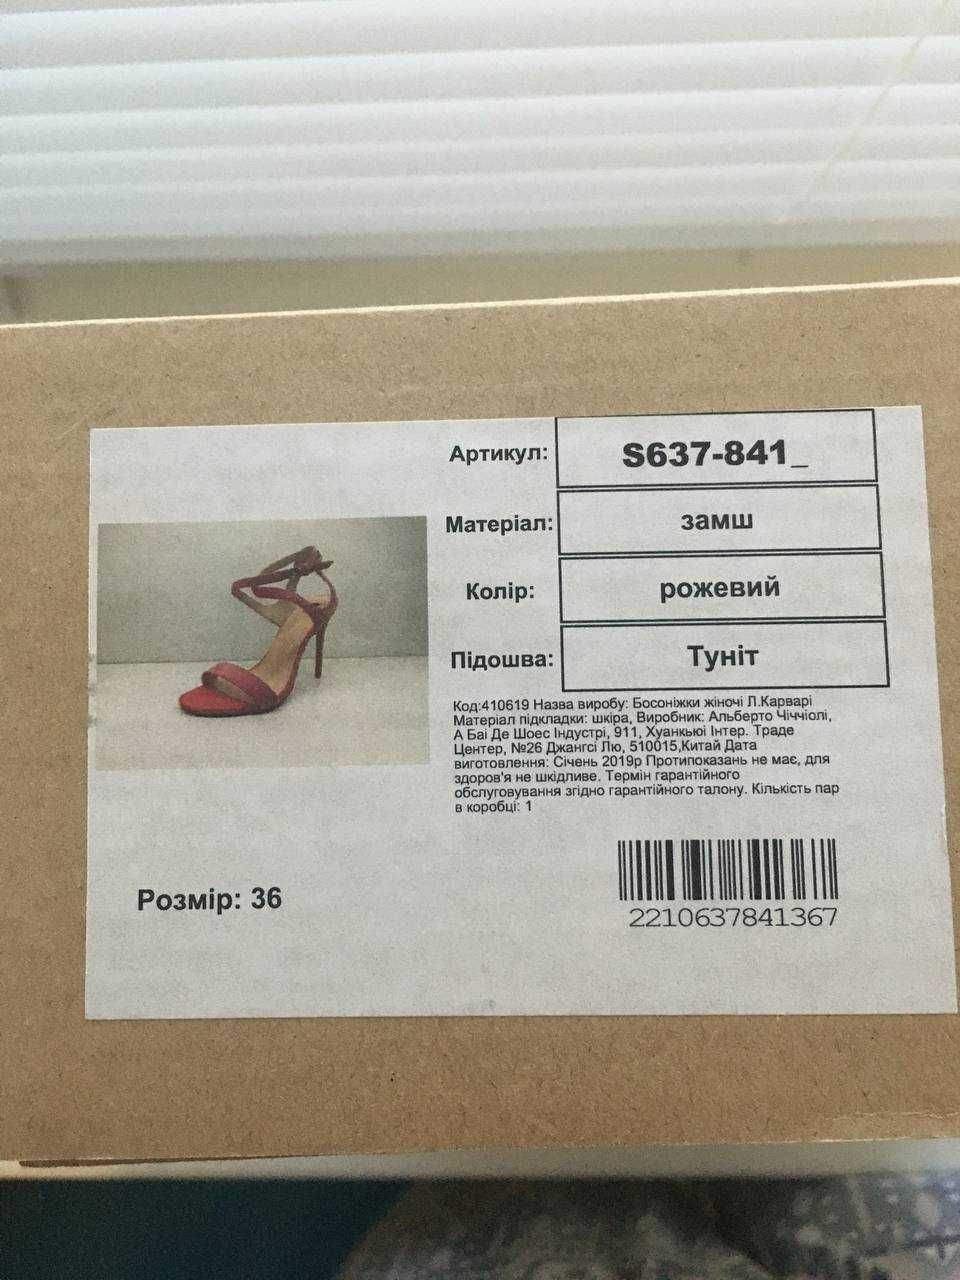 Артикул: S637-841_
Матеріал: замш
Колір: рожевий
Підошва: Туніт
Код:410619 Назва виробу: Босоніжки жіночі Л.Карварі
Матеріал підкладки: шкіра, Виробник: Альберто Чіччіолі,
А Баі Де Шоес Індустрі, 911, Хуанкьюі Інтер. Траде
Центер, №26 Джангсі Лю, 510015,Китай Дата
виготовлення: Січень 2019р Протипоказань не має, для
здоров'я не шкідливе. Термін гарантійного
обслуговування згідно гарантійного талону. Кількість пар
в коробці: 1
Розмір: 36
2210637841367